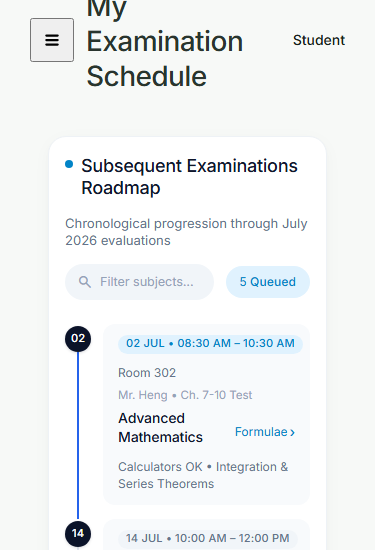 My
Examination
Schedule
Student
Subsequent Examinations
Roadmap
Chronological progression through July
2026 evaluations
Filter subjects...
5 Queued
02
02 JUL • 08:30 AM – 10:30 AM
Room 302
Mr. Heng • Ch. 7-10 Test
Advanced
Mathematics
Formulae ›
Calculators OK • Integration &
Series Theorems
14
14 JUL • 10:00 AM – 12:00 PM